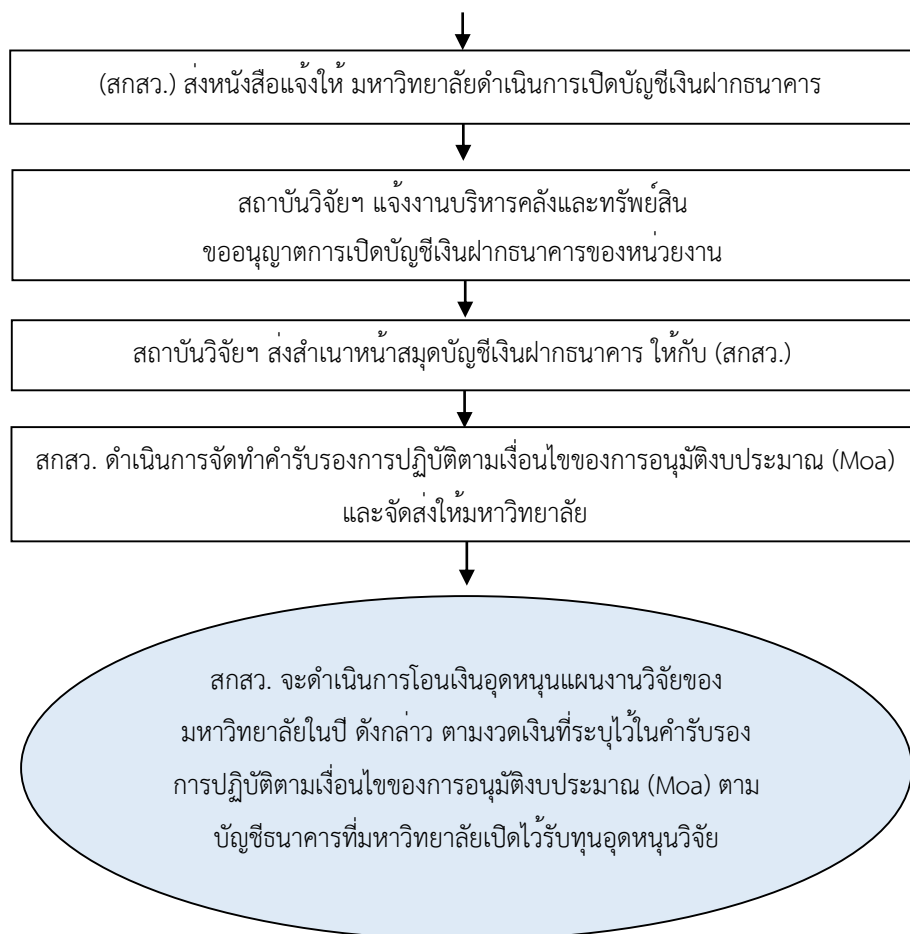 (สกสว.) ส่งหนังสือแจ้งให้ มหาวิทยาลัยดำเนินการเปิดบัญชีเงินฝากธนาคาร
สถาบันวิจัยฯ แจ้งงานบริหารคลังและทรัพย์สิน
ขออนุญาตการเปิดบัญชีเงินฝากธนาคารของหน่วยงาน
สถาบันวิจัยฯ ส่งสำเนาหน้าสมุดบัญชีเงินฝากธนาคาร ให้กับ (สกสว.)
สกสว. ดำเนินการจัดทำคำรับรองการปฏิบัติตามเงื่อนไขของการอนุมัติงบประมาณ (Moa)
และจัดส่งให้มหาวิทยาลัย
สกสว. จะดำเนินการโอนเงินอุดหนุนแผนงานวิจัยของ
มหาวิทยาลัยในปี ดังกล่าว ตามงวดเงินที่ระบุไว้ในคำรับรอง
การปฏิบัติตามเงื่อนไขของการอนุมัติงบประมาณ (Moa) ตาม
บัญชีธนาคารที่มหาวิทยาลัยเปิดไว้รับทุนอุดหนุนวิจัย